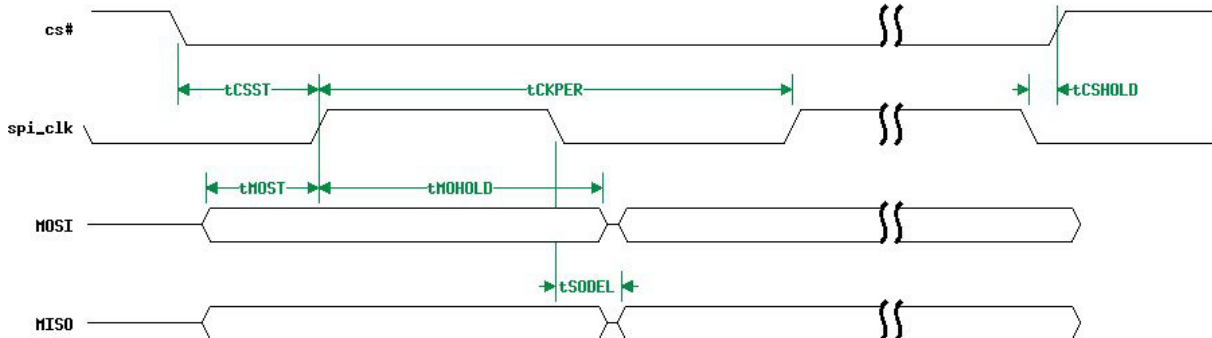 cs#
tCSST
tCKPER
tCSHOLD
spi_clk
tMOST
tMOHOLD
MOSI
tSODEL
MISO